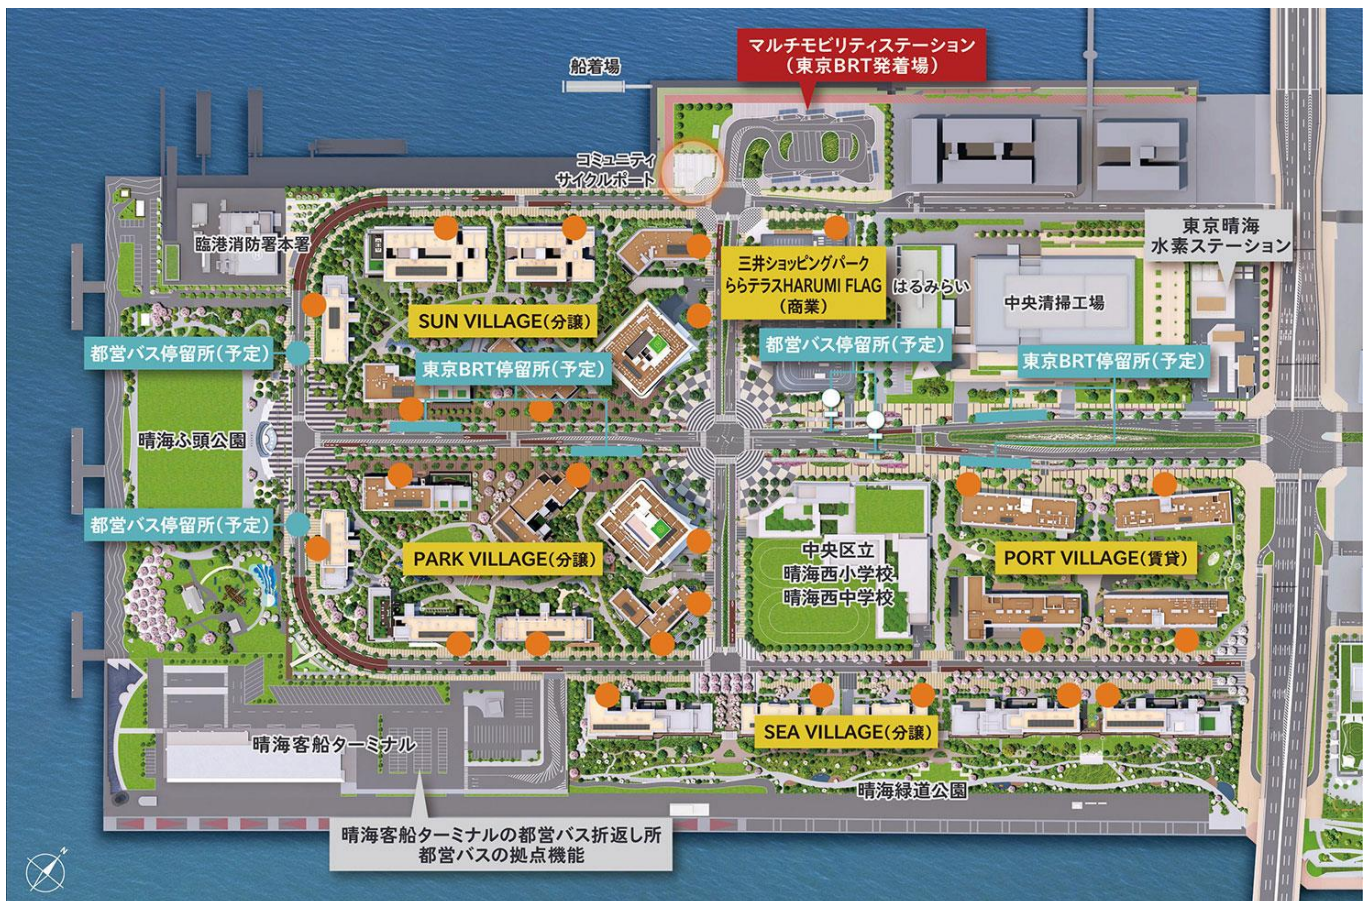 マルチモビリティステーション
（東京BRT発着場）
船着場
コミュニティ
サイクルポート
臨港消防署本署
東京晴海
水素ステーション
三井ショッピングパーク
ららテラスHARUMI FLAG
（商業）
はるみらい
中央清掃工場
SUN VILLAGE（分譲）
都営バス停留所（予定）
都営バス停留所（予定）
東京BRT停留所（予定）
東京BRT停留所（予定）
晴海ふ頭公園
都営バス停留所（予定）
PARK VILLAGE（分譲）
中央区立
晴海西小学校
晴海西中学校
PORT VILLAGE（賃貸）
SEA VILLAGE（分譲）
晴海客船ターミナル
晴海緑道公園
晴海客船ターミナルの都営バス折返し所
都営バスの拠点機能
N